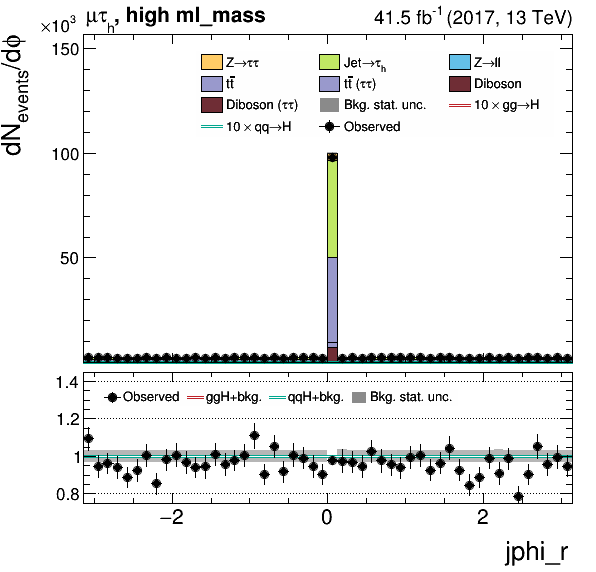 ×10³ μτₕ, high ml_mass 41.5 fb⁻¹ (2017, 13 TeV)
dN_events/dϕ
150
100
50
Z→ττ Jet→τₕ Z→ll
tt̄ tt̄ (ττ) Diboson
Diboson (ττ) Bkg. stat. unc. 10×gg→H
10×qq→H Observed
1.4
1.2
1
0.8
Observed ggH+bkg. qqH+bkg. Bkg. stat. unc.
−2 0 2
jphi_r